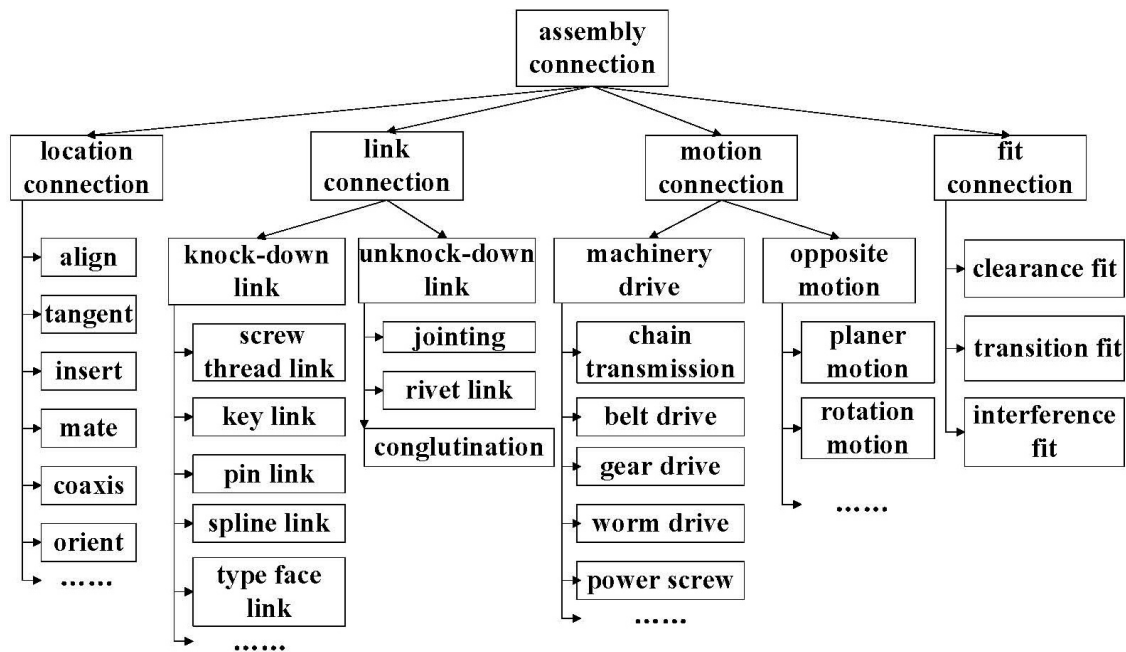 assembly
connection
location
connection
link
connection
motion
connection
fit
connection
align
tangent
insert
mate
coaxis
orient
……
knock-down
link
screw
thread link
key link
pin link
spline link
type face
link
……
unknock-down
link
jointing
rivet link
conglutination
machinery
drive
chain
transmission
belt drive
gear drive
worm drive
power screw
……
opposite
motion
planer
motion
rotation
motion
……
clearance fit
transition fit
interference
fit